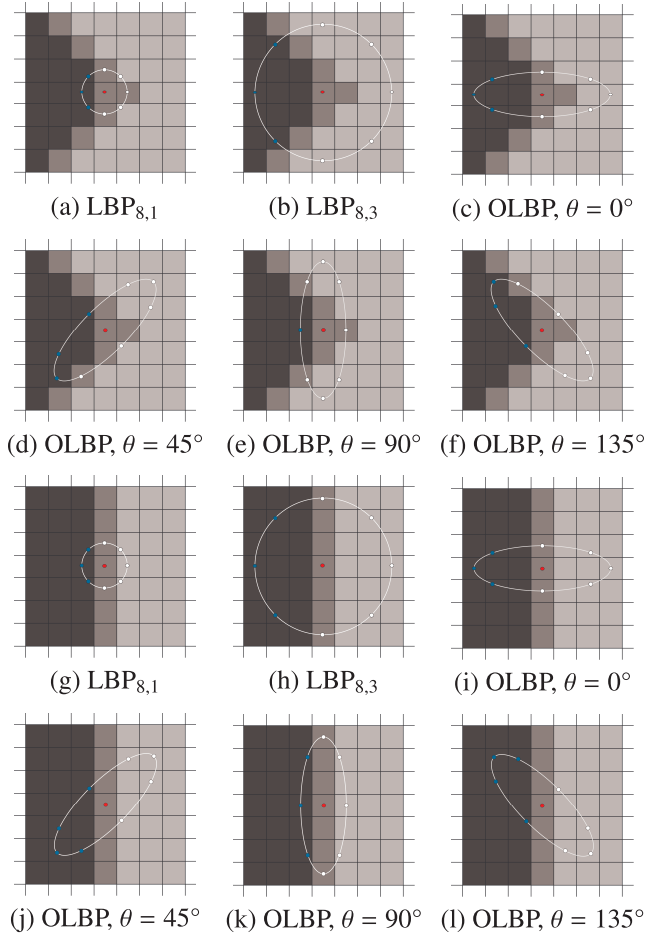 (a) LBP₈,₁ (b) LBP₈,₃ (c) OLBP, θ = 0°
(d) OLBP, θ = 45° (e) OLBP, θ = 90° (f) OLBP, θ = 135°
(g) LBP₈,₁ (h) LBP₈,₃ (i) OLBP, θ = 0°
(j) OLBP, θ = 45° (k) OLBP, θ = 90° (l) OLBP, θ = 135°